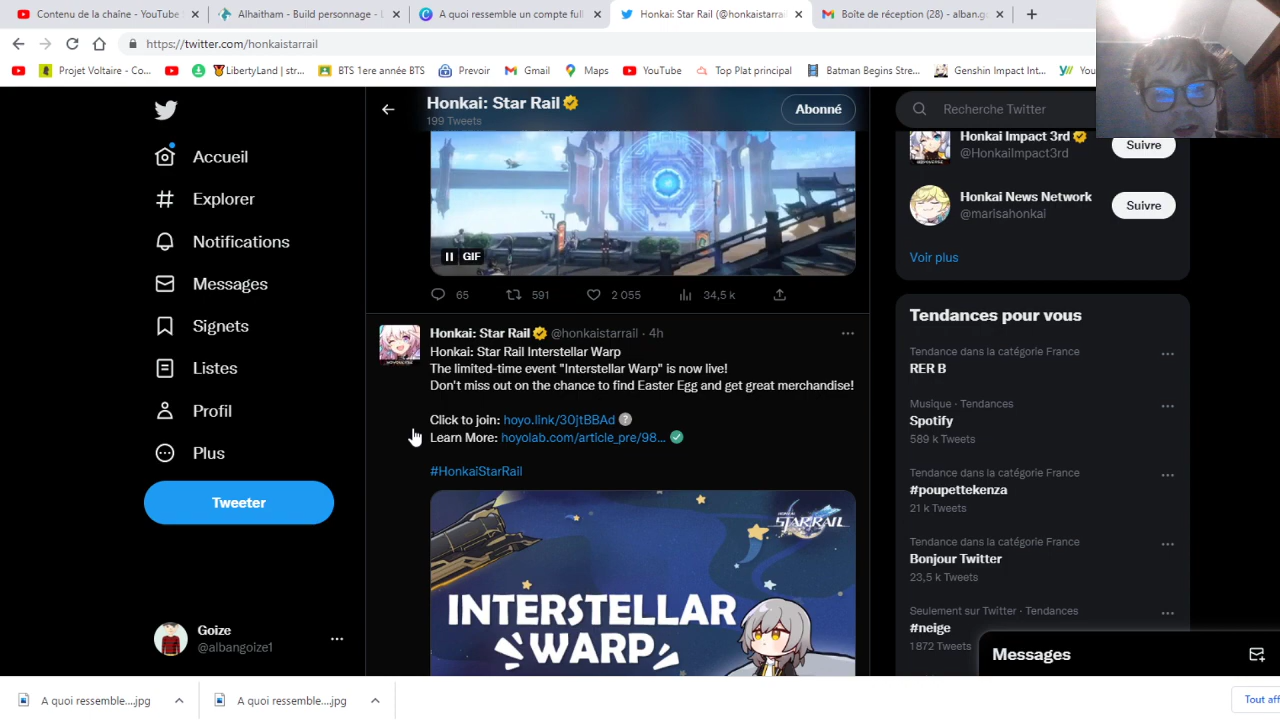 Contenu de la chaîne - YouTube
Alhaitham - Build personnage -
A quoi ressemble un compte full
Honkai: Star Rail (@honkaistarrai
Boîte de réception (28) - alban.go
https://twitter.com/honkaistarrail
Projet Voltaire - Co...
LibertyLand | str...
BTS 1ere année BTS
Prevoir
Gmail
Maps
YouTube
Top Plat principal
Batman Begins Stre...
Genshin Impact Int...
You
Accueil
Explorer
Notifications
Messages
Signets
Listes
Profil
Plus
Tweeter
Goize
@albangoize1
Honkai: Star Rail
199 Tweets
Abonné
GIF
65
591
2 055
34,5 k
Honkai: Star Rail @honkaistarrail · 4h
Honkai: Star Rail Interstellar Warp
The limited-time event "Interstellar Warp" is now live!
Don't miss out on the chance to find Easter Egg and get great merchandise!
Click to join: hoyo.link/30jtBBAd
Learn More: hoyolab.com/article_pre/98...
#HonkaiStarRail
HONKAI
STAR RAIL
INTERSTELLAR
WARP
Recherche Twitter
Honkai Impact 3rd
@HonkaiImpact3rd
Suivre
Honkai News Network
@marisahonkai
Suivre
Voir plus
Tendances pour vous
Tendance dans la catégorie France
RER B
Musique · Tendances
Spotify
589 k Tweets
Tendance dans la catégorie France
#poupettekenza
21 k Tweets
Tendance dans la catégorie France
Bonjour Twitter
23,5 k Tweets
Seulement sur Twitter · Tendances
#neige
1 872 Tweets
Messages
A quoi ressemble....jpg
A quoi ressemble....jpg
Tout aff